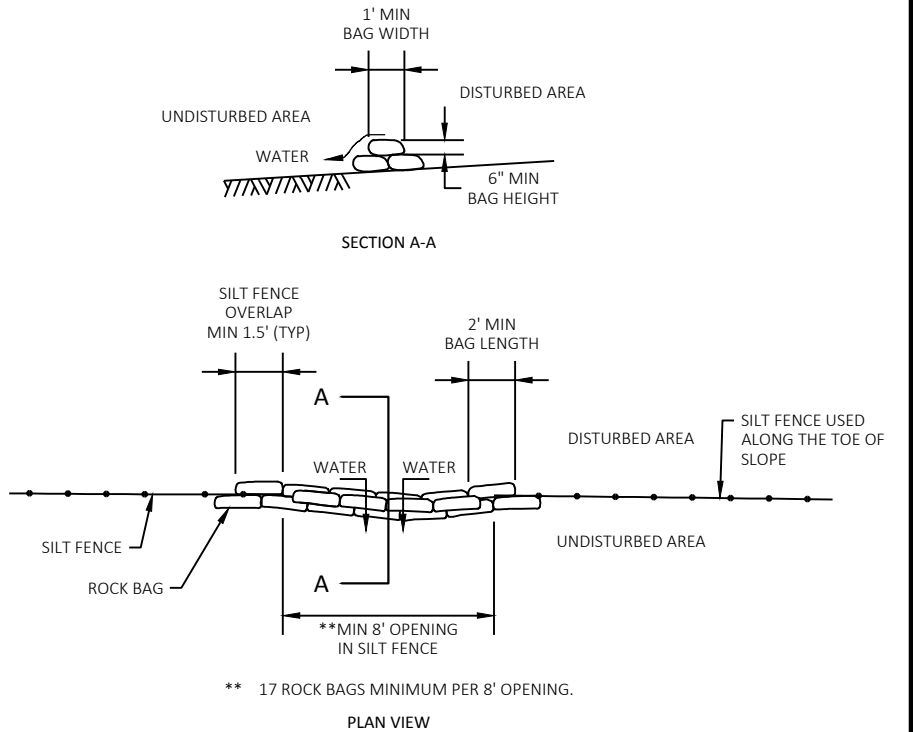 1' MIN
BAG WIDTH
DISTURBED AREA
UNDISTURBED AREA
WATER
6" MIN
BAG HEIGHT
SECTION A-A
SILT FENCE
OVERLAP
MIN 1.5' (TYP)
2' MIN
BAG LENGTH
A
SILT FENCE USED
ALONG THE TOE OF
SLOPE
DISTURBED AREA
WATER
WATER
SILT FENCE
UNDISTURBED AREA
ROCK BAG
A
**MIN 8' OPENING
IN SILT FENCE
** 17 ROCK BAGS MINIMUM PER 8' OPENING.
PLAN VIEW